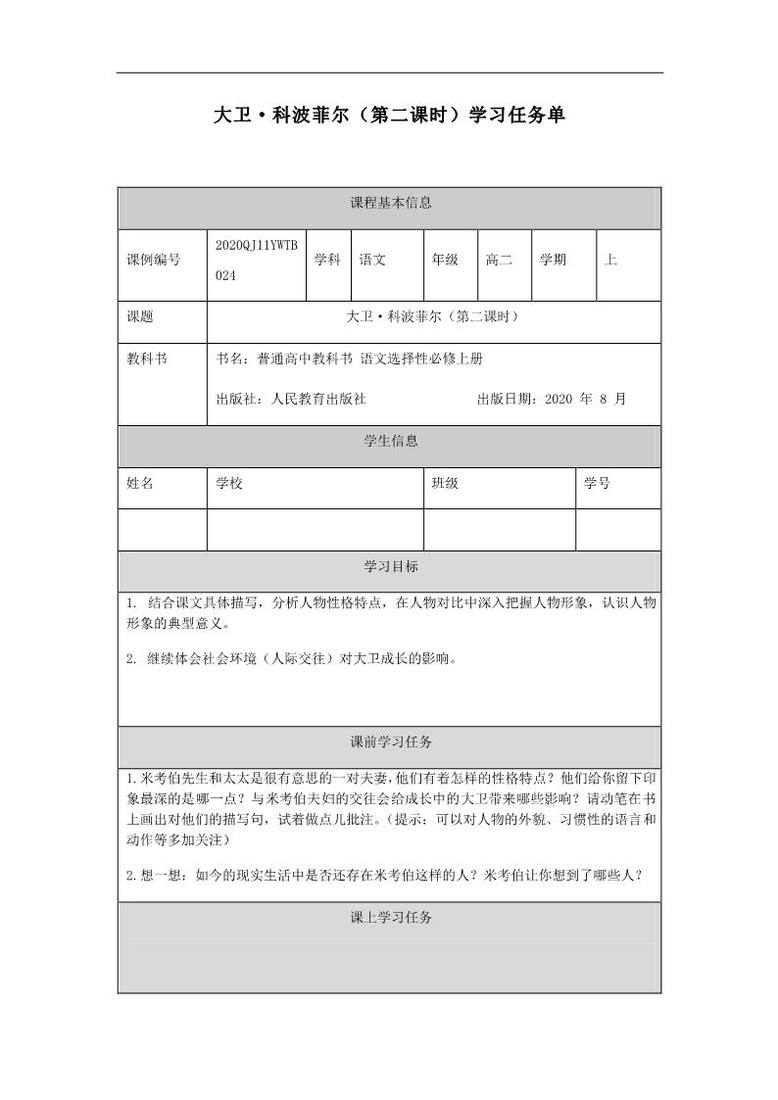 大卫·科波菲尔（第二课时）学习任务单
课程基本信息
课例编号 2020QJ11YWTB024 学科 语文 年级 高二 学期 上
课题 大卫·科波菲尔（第二课时）
教科书 书名：普通高中教科书 语文选择性必修上册
出版社：人民教育出版社 出版日期：2020 年 8 月
学生信息
姓名 学校 班级 学号
学习目标
1. 结合课文具体描写，分析人物性格特点，在人物对比中深入把握人物形象，认识人物
形象的典型意义。
2. 继续体会社会环境（人际交往）对大卫成长的影响。
课前学习任务
1.米考伯先生和太太是很有意思的一对夫妻，他们有着怎样的性格特点？他们给你留下印
象最深的是哪一点？与米考伯夫妇的交往会给成长中的大卫带来哪些影响？请动笔在书
上画出对他们的描写句，试着做点儿批注。（提示：可以对人物的外貌、习惯性的语言和
动作等多加关注）
2.想一想：如今的现实生活中是否还存在米考伯这样的人？米考伯让你想到了哪些人？
课上学习任务